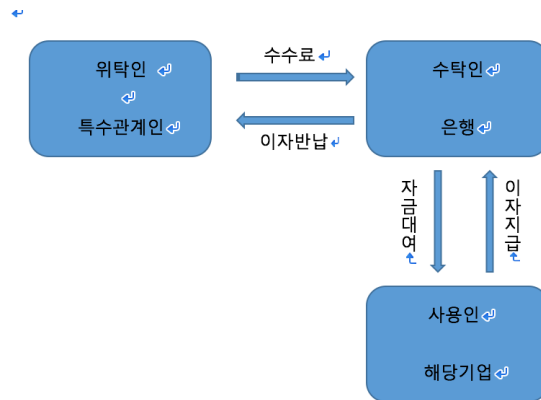 위탁인
특수관계인
수수료
이자반납
수탁인
은행
자금대여
이자지급
사용인
해당기업